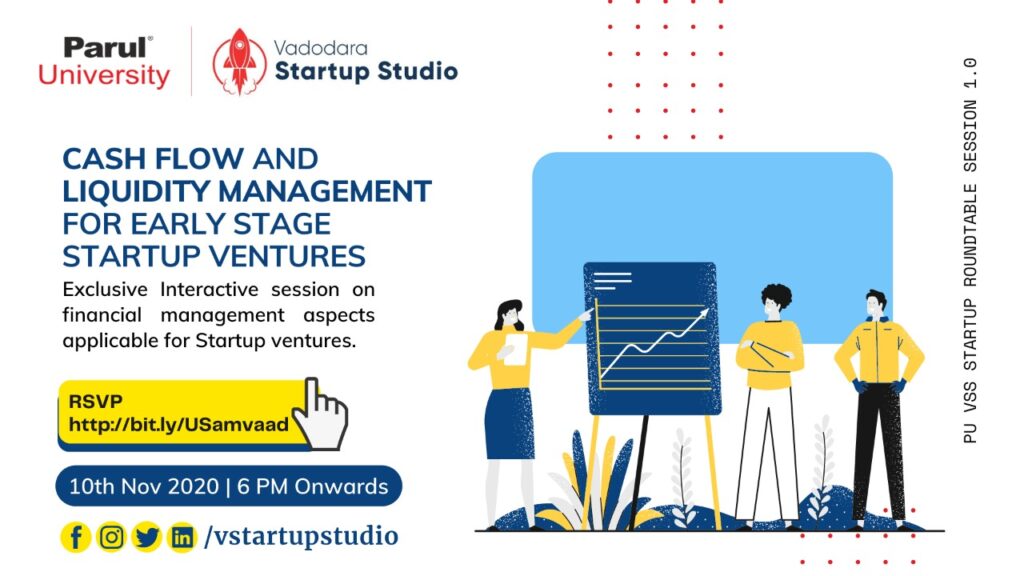 Parul®
University
Vadodara
Startup Studio
CASH FLOW AND
LIQUIDITY MANAGEMENT
FOR EARLY STAGE
STARTUP VENTURES
Exclusive Interactive session on
financial management aspects
applicable for Startup ventures.
RSVP
http://bit.ly/USamvaad
10th Nov 2020 | 6 PM Onwards
/vstartupstudio
PU VSS STARTUP ROUNDTABLE SESSION 1.0